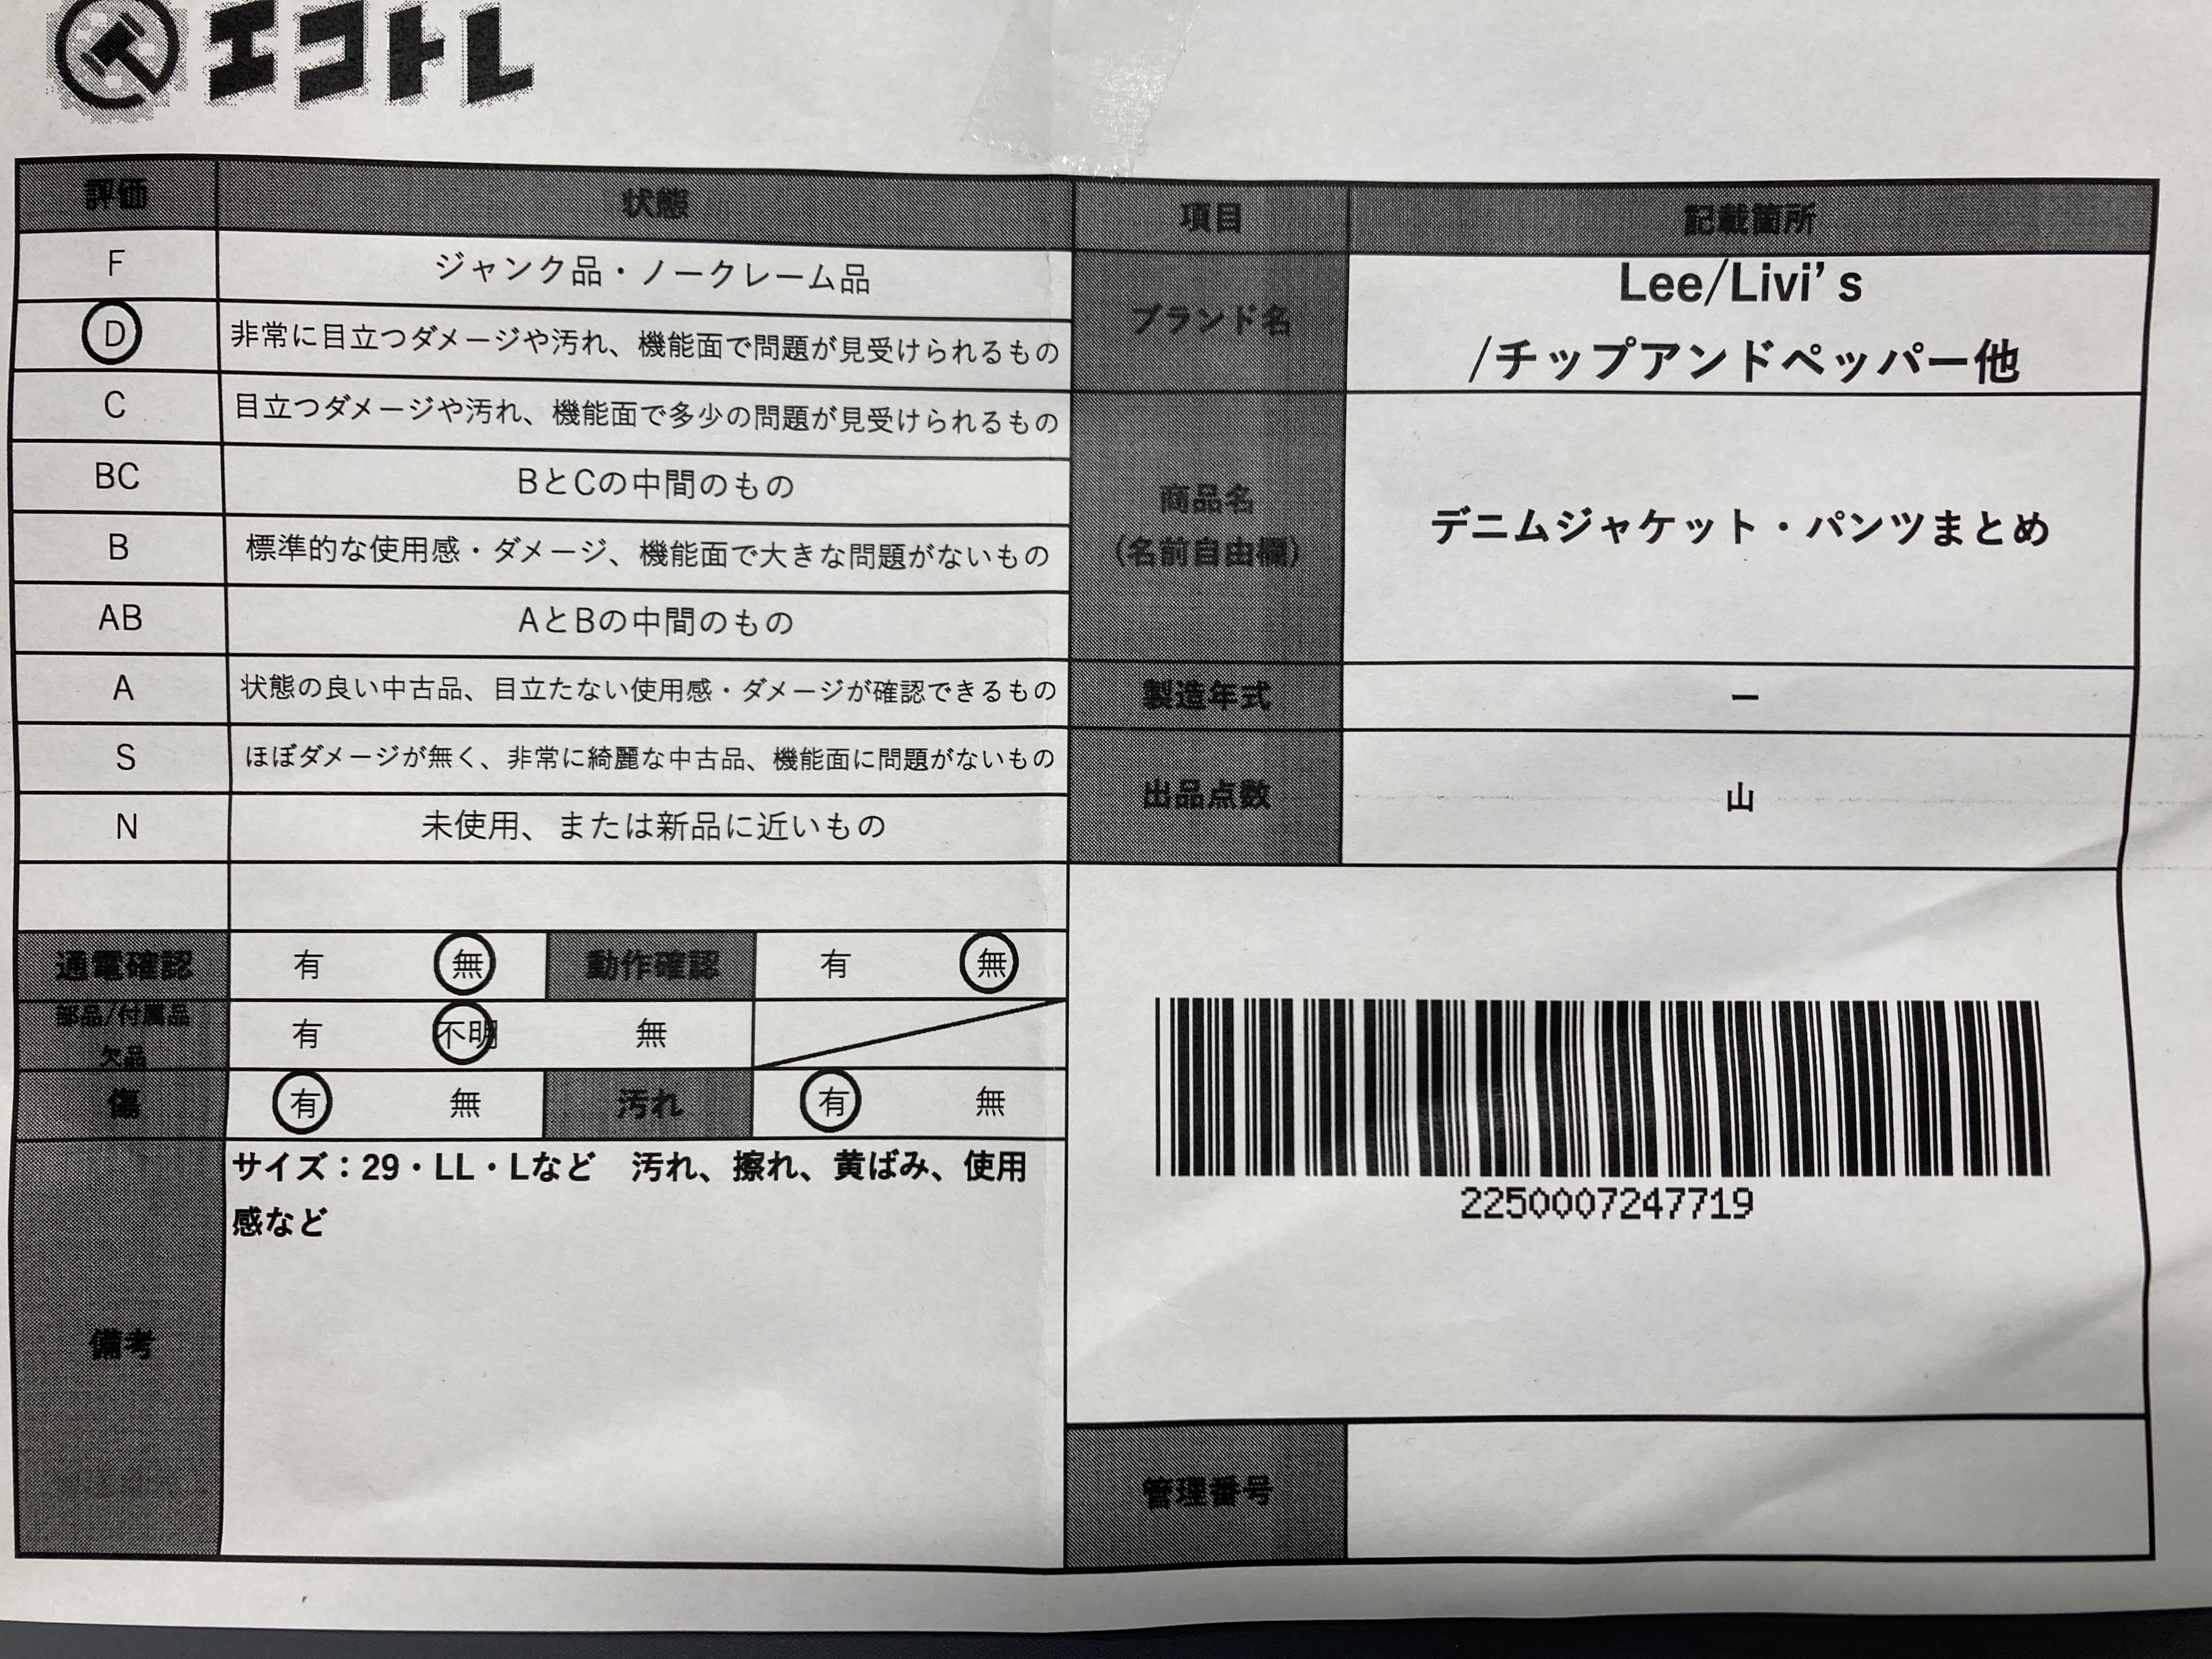 エコトレ
評価 状態
F ジャンク品・ノークレーム品
D 非常に目立つダメージや汚れ、機能面で問題が見受けられるもの
C 目立つダメージや汚れ、機能面で多少の問題が見受けられるもの
BC BとCの中間のもの
B 標準的な使用感・ダメージ、機能面で大きな問題がないもの
AB AとBの中間のもの
A 状態の良い中古品、目立たない使用感・ダメージが確認できるもの
S ほぼダメージが無く、非常に綺麗な中古品、機能面に問題がないもの
N 未使用、または新品に近いもの
通電確認 有 無 動作確認 有 無
部品/付属品
欠品
有 不明 無
傷 有 無 汚れ 有 無
備考
サイズ：29・LL・Lなど　汚れ、擦れ、黄ばみ、使用
感など
項目 記載箇所
ブランド名
Lee/Livi’s
/チップアンドペッパー他
商品名
(名前自由欄)
デニムジャケット・パンツまとめ
製造年式 ー
出品点数 山
2250007247719
管理番号